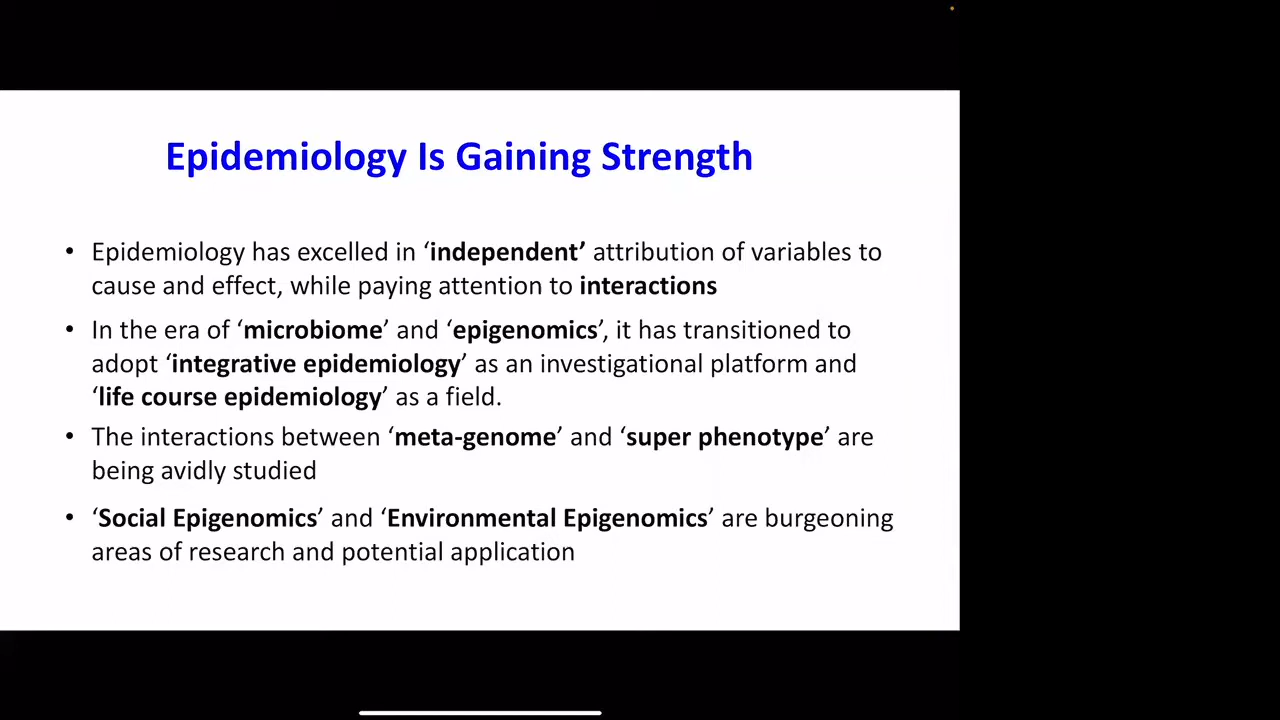 Epidemiology Is Gaining Strength
• Epidemiology has excelled in ‘independent’ attribution of variables to
cause and effect, while paying attention to interactions
• In the era of ‘microbiome’ and ‘epigenomics’, it has transitioned to
adopt ‘integrative epidemiology’ as an investigational platform and
‘life course epidemiology’ as a field.
• The interactions between ‘meta-genome’ and ‘super phenotype’ are
being avidly studied
• ‘Social Epigenomics’ and ‘Environmental Epigenomics’ are burgeoning
areas of research and potential application